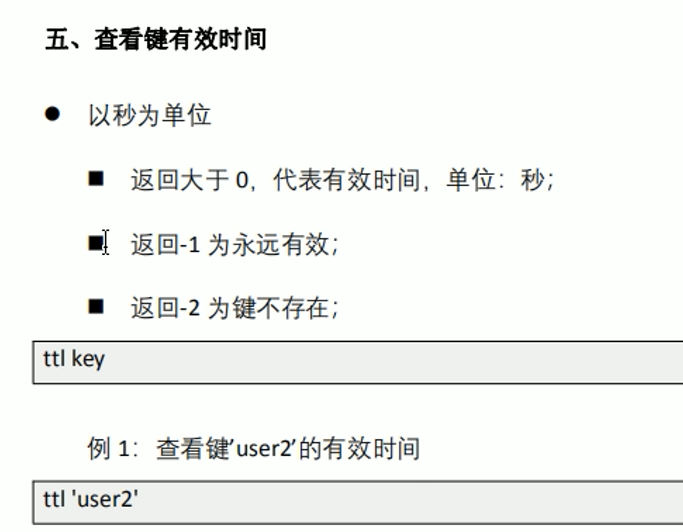 五、查看键有效时间
● 以秒为单位
■ 返回大于 0，代表有效时间，单位：秒；
■ 返回-1 为永远有效；
■ 返回-2 为键不存在；
ttl key
例 1：查看键'user2'的有效时间
ttl 'user2'